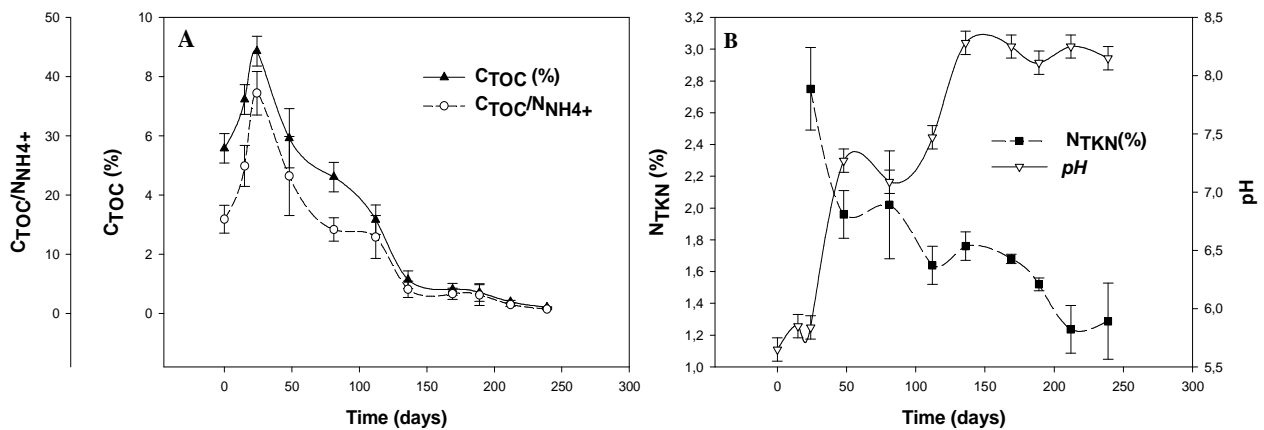 A
C_TOC (%)
C_TOC/N_NH4+
C_TOC/N_NH4+
50
40
30
20
10
0
C_TOC (%)
10
8
6
4
2
0
0 50 100 150 200 250 300
Time (days)
B
N_TKN(%)
pH
N_TKN (%)
3,2
3,0
2,8
2,6
2,4
2,2
2,0
1,8
1,6
1,4
1,2
1,0
8,5
8,0
7,5
7,0
6,5
6,0
5,5
pH
0 50 100 150 200 250 300
Time (days)